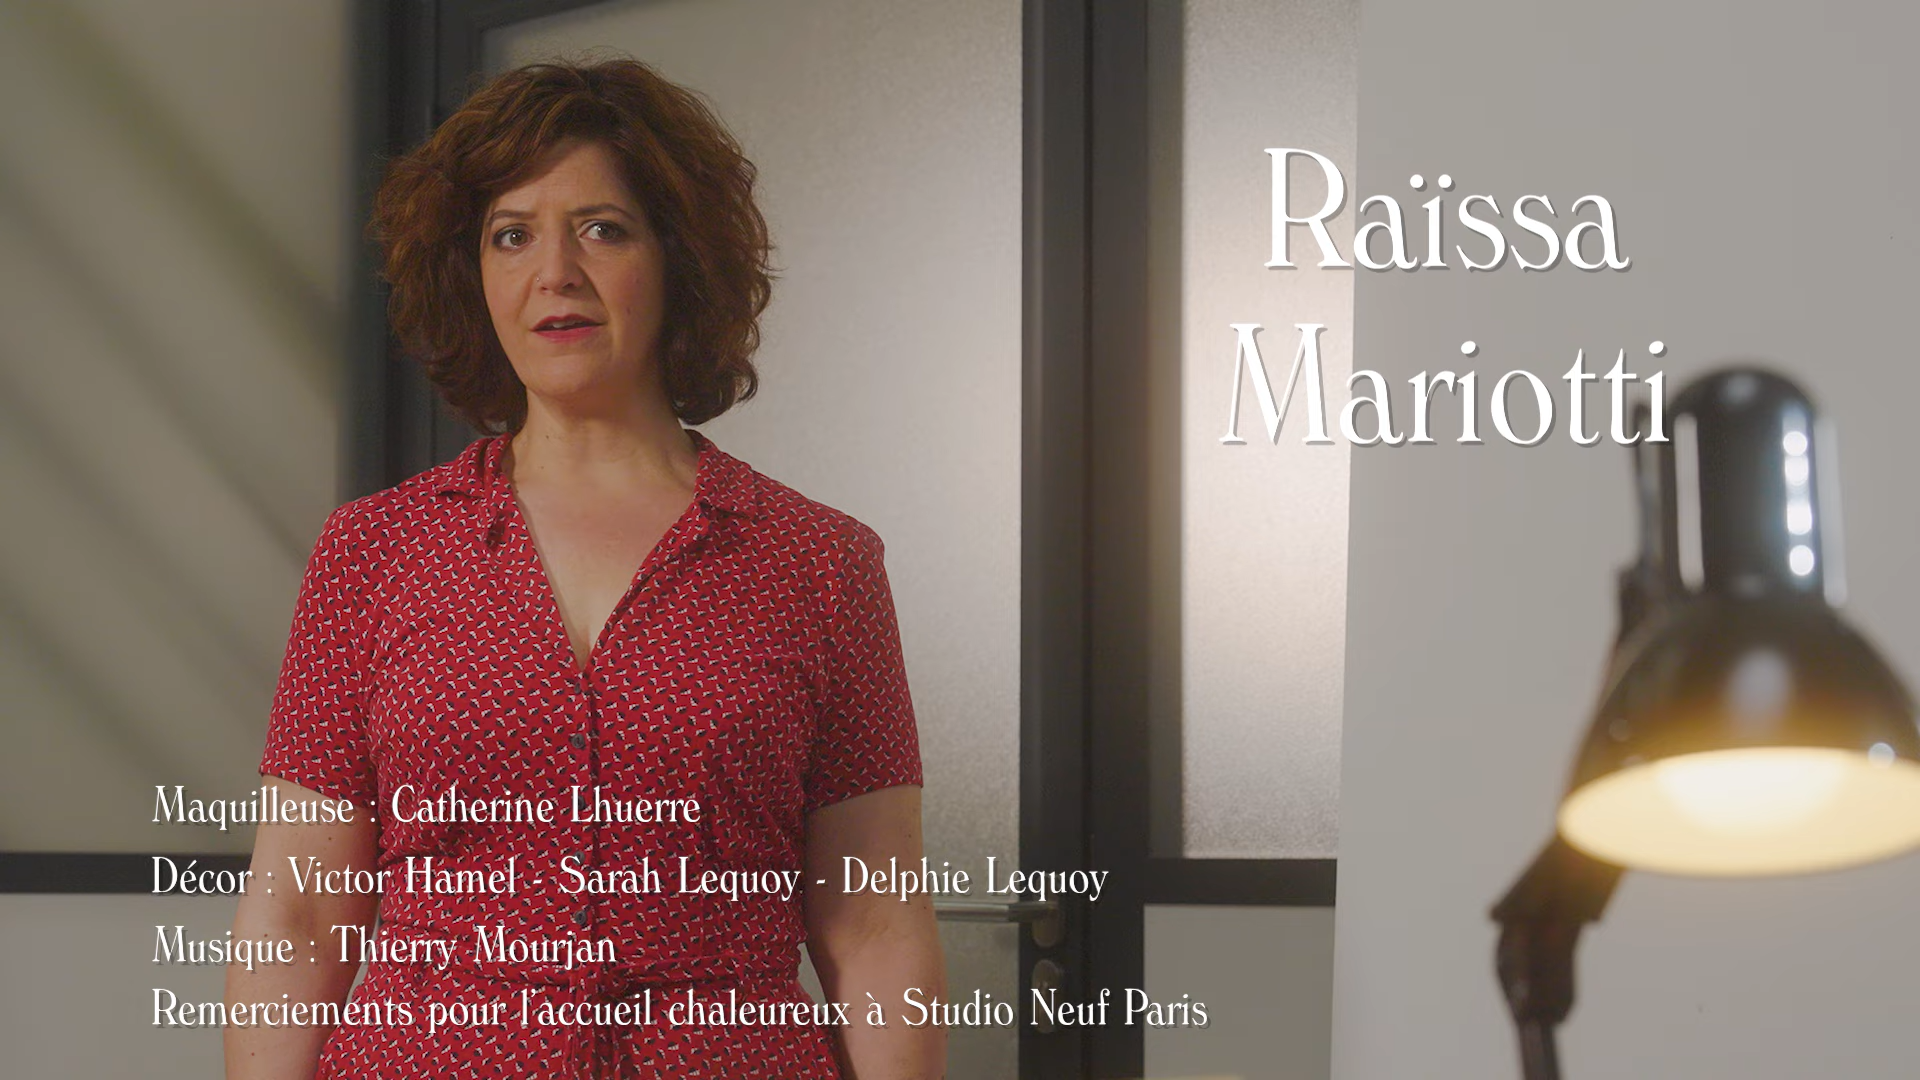 Raïssa
Mariotti
Maquilleuse : Catherine Lhuerre
Décor : Victor Hamel - Sarah Lequoy - Delphie Lequoy
Musique : Thierry Mourjan
Remerciements pour l'accueil chaleureux à Studio Neuf Paris